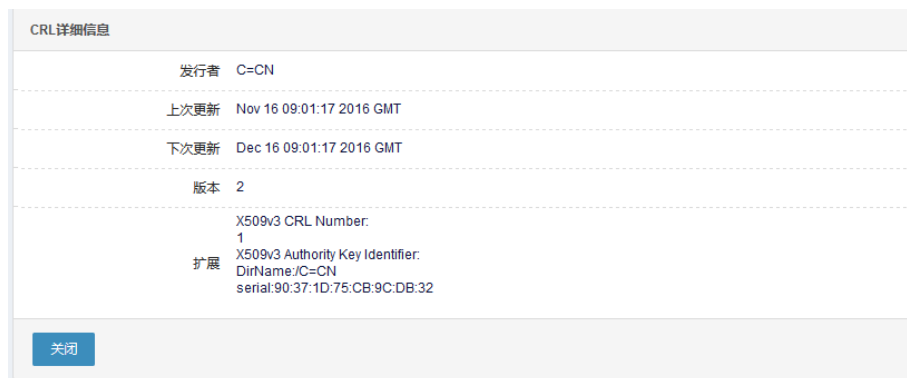 CRL详细信息
发行者 C=CN
上次更新 Nov 16 09:01:17 2016 GMT
下次更新 Dec 16 09:01:17 2016 GMT
版本 2
X509v3 CRL Number:
1
扩展 X509v3 Authority Key Identifier:
DirName:/C=CN
serial:90:37:1D:75:CB:9C:DB:32
关闭